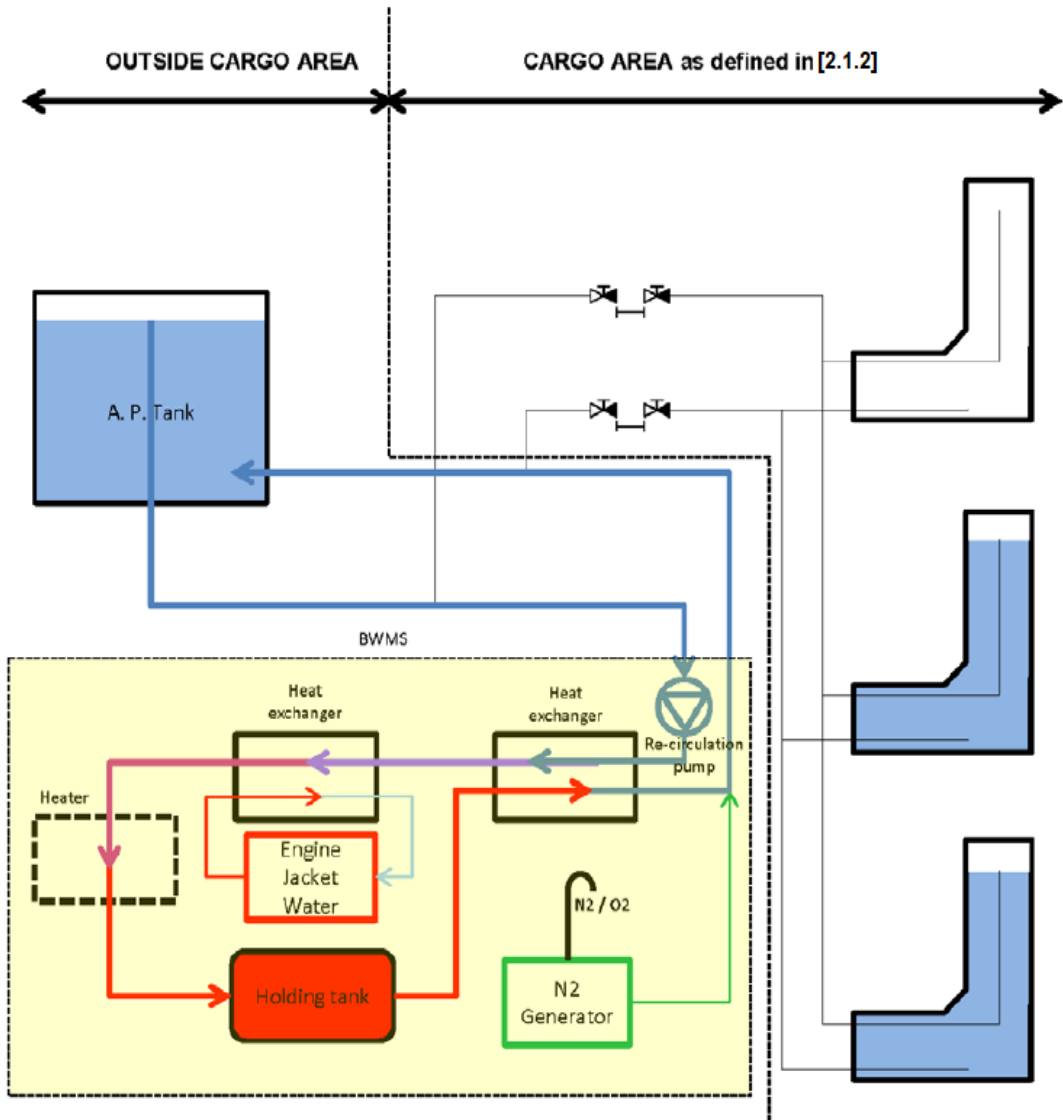 OUTSIDE CARGO AREA
CARGO AREA as defined in [2.1.2]
A. P. Tank
BWMS
Heat
exchanger
Heat
exchanger
Re-circulation
pump
Heater
Engine
Jacket
Water
N2 / O2
Holding tank
N2
Generator